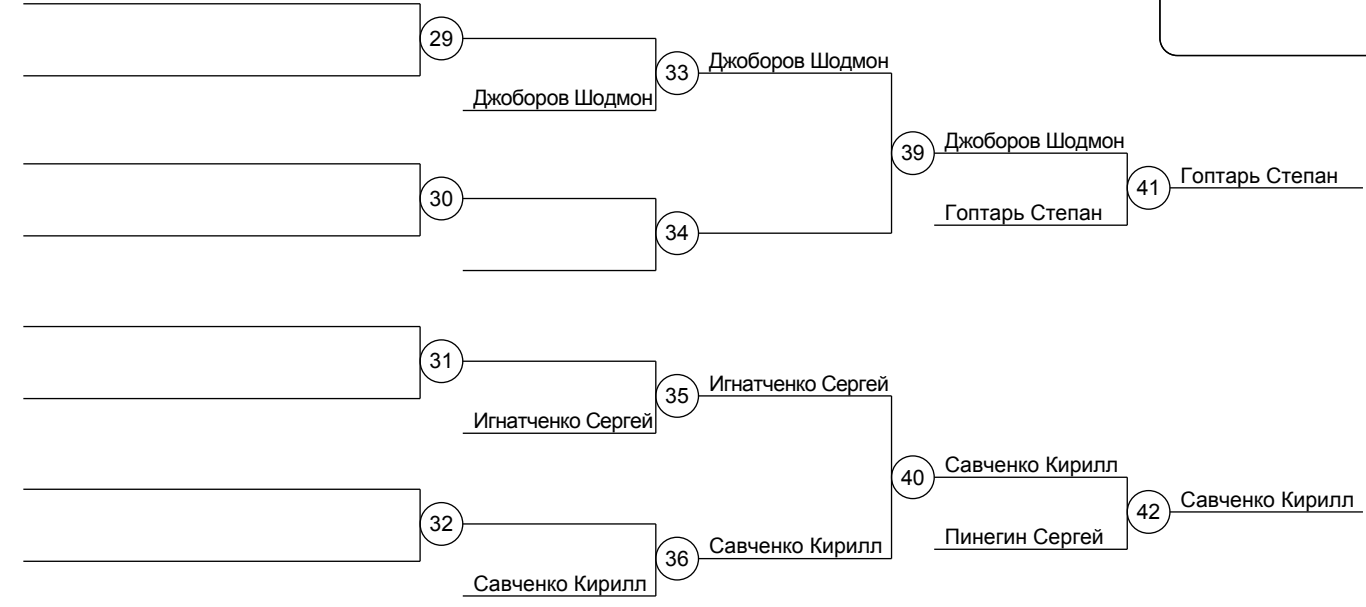 29
33
Джоборов Шодмон
Джоборов Шодмон
39
Джоборов Шодмон
41
Гоптарь Степан
30
34
Гоптарь Степан
31
35
Игнатченко Сергей
Игнатченко Сергей
40
Савченко Кирилл
42
Савченко Кирилл
32
36
Савченко Кирилл
Пинегин Сергей
Савченко Кирилл